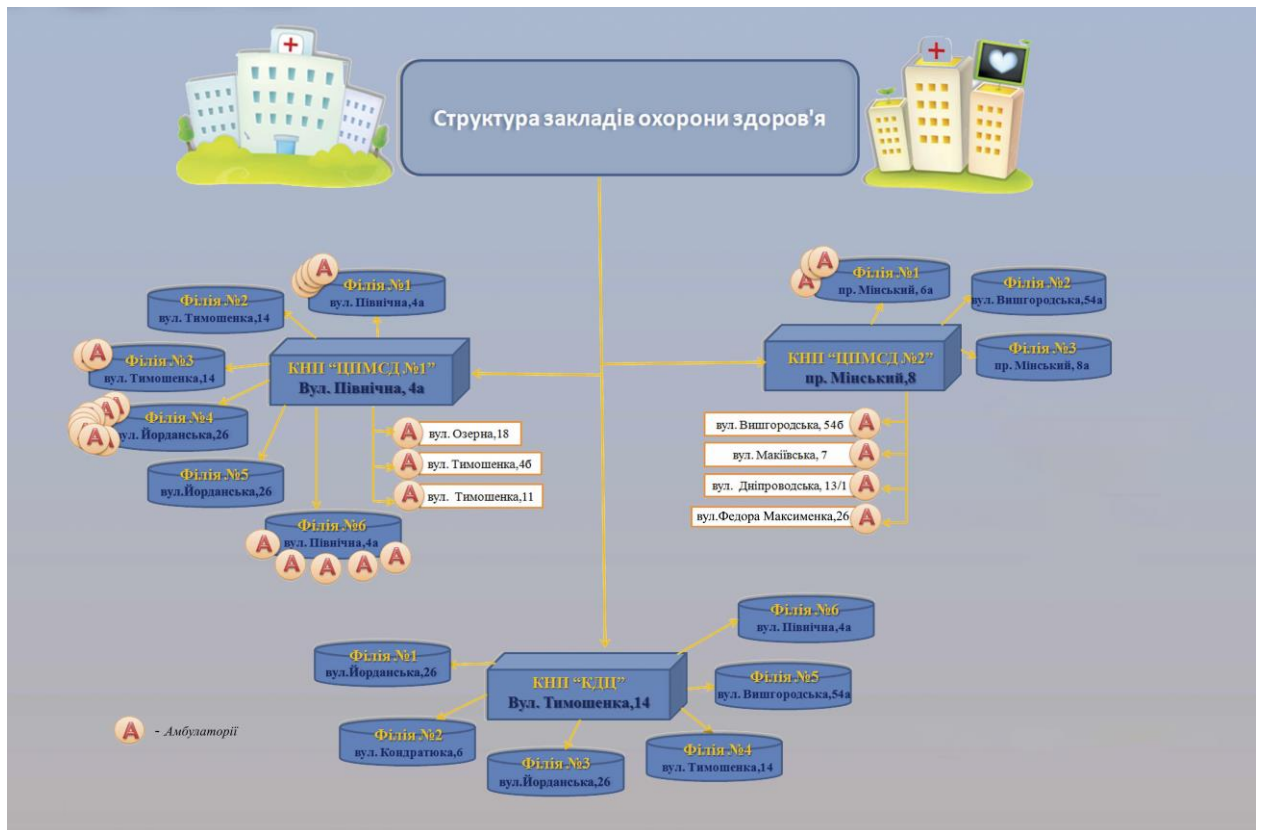 Структура закладів охорони здоров'я
Філія №1
вул. Північна,4а
Філія №2
вул. Тимошенка,14
Філія №3
вул. Тимошенка,14
Філія №4
вул. Йорданська,26
Філія №5
вул.Йорданська,26
Філія №6
вул. Північна,4а
КНП “ЦПМСД №1”
Вул. Північна, 4а
А вул. Озерна,18
А вул. Тимошенка,4б
А вул. Тимошенка,11
А
А
А
А
А
А
А
А
А
Філія №1
пр. Мінський, 6а
А
А
Філія №2
вул. Вишгородська,54а
Філія №3
пр. Мінський, 8а
КНП “ЦПМСД №2”
пр. Мінський,8
вул. Вишгородська, 54б А
вул. Макіївська, 7 А
вул. Дніпроводська, 13/1 А
вул.Федора Максименка,26 А
Філія №6
вул. Північна,4а
Філія №1
вул.Йорданська,26
КНП “КДЦ”
Вул. Тимошенка,14
Філія №5
вул. Вишгородська,54а
Філія №2
вул. Кондратюка,6
Філія №3
вул.Йорданська,26
Філія №4
вул. Тимошенка,14
А - Амбулаторії